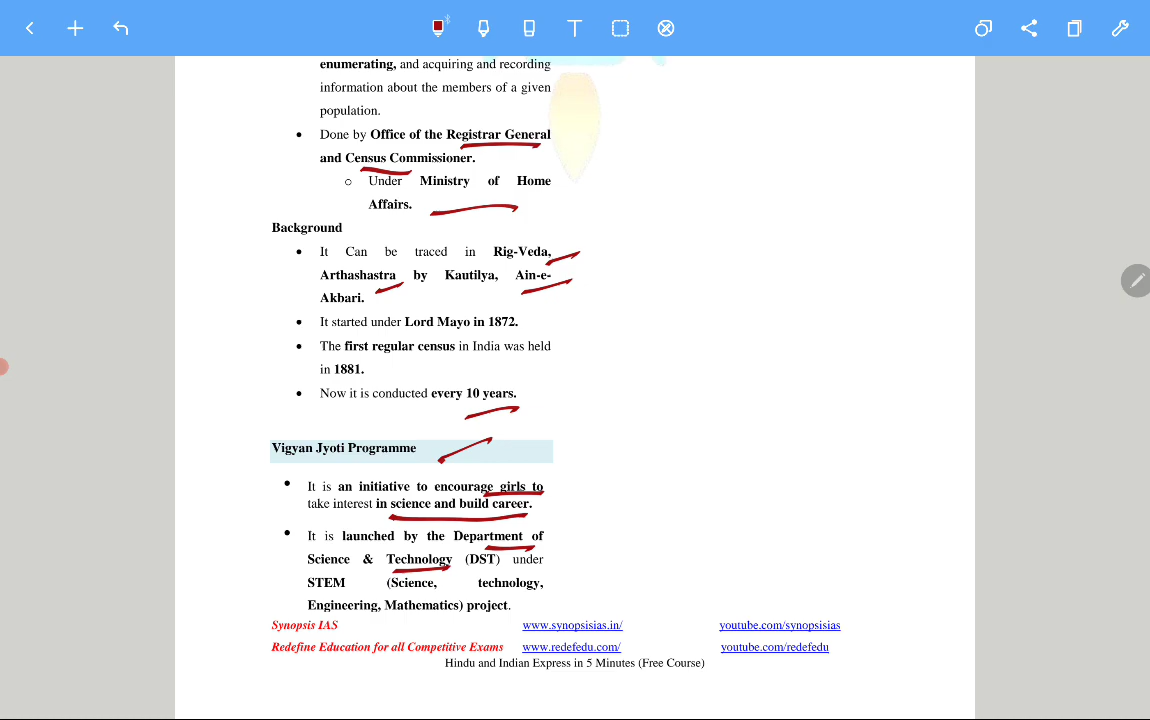 enumerating, and acquiring and recording
information about the members of a given
population.
• Done by Office of the Registrar General
and Census Commissioner.
o Under Ministry of Home
Affairs.
Background
• It Can be traced in Rig-Veda,
Arthashastra by Kautilya, Ain-e-
Akbari.
• It started under Lord Mayo in 1872.
• The first regular census in India was held
in 1881.
• Now it is conducted every 10 years.
Vigyan Jyoti Programme
• It is an initiative to encourage girls to
take interest in science and build career.
• It is launched by the Department of
Science & Technology (DST) under
STEM (Science, technology,
Engineering, Mathematics) project.
Synopsis IAS www.synopsisias.in/ youtube.com/synopsisias
Redefine Education for all Competitive Exams www.redefedu.com/ youtube.com/redefedu
Hindu and Indian Express in 5 Minutes (Free Course)